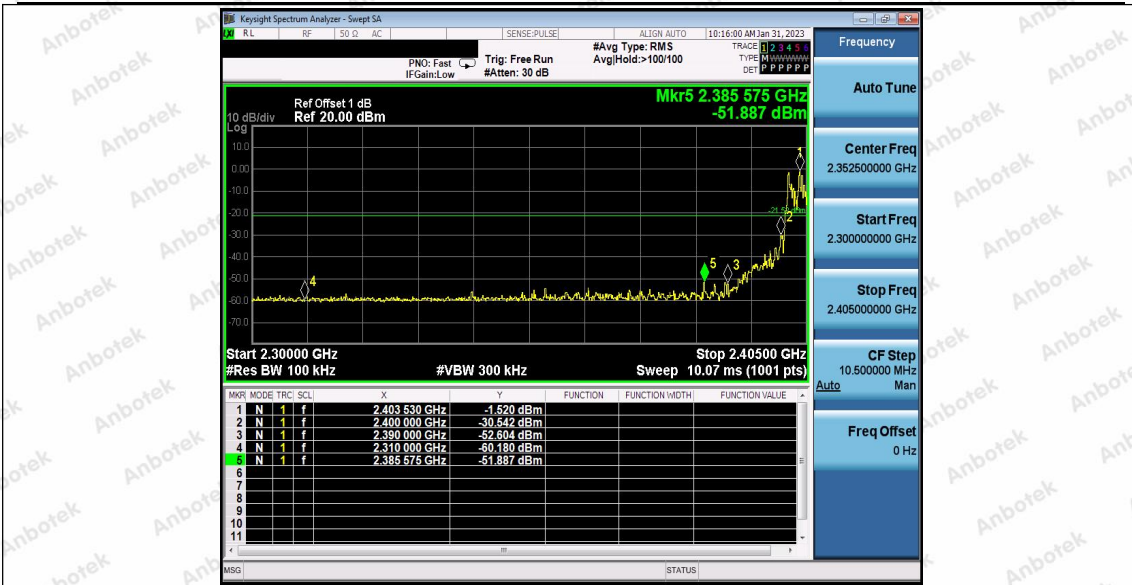 Keysight Spectrum Analyzer - Swept SA
RL RF 50 Ω AC SENSE:PULSE ALIGN AUTO 10:16:00 AM Jan 31, 2023
PNO: Fast Trig: Free Run #Avg Type: RMS TRACE 1 2 3 4 5 6
IFGain:Low #Atten: 30 dB Avg|Hold:>100/100 TYPE M WWWWW
DET P P P P P P
Mkr5 2.385 575 GHz
-51.887 dBm
Ref Offset 1 dB
10 dB/div Ref 20.00 dBm
Log
10.0
0.00
-10.0
-20.0
-30.0
-40.0
-50.0
-60.0
-70.0
1
2
3
4
5
Start 2.30000 GHz Stop 2.40500 GHz
#Res BW 100 kHz #VBW 300 kHz Sweep 10.07 ms (1001 pts)
MKR MODE TRC SCL X Y FUNCTION FUNCTION WIDTH FUNCTION VALUE
1 N 1 f 2.403 530 GHz -1.520 dBm
2 N 1 f 2.400 000 GHz -30.542 dBm
3 N 1 f 2.390 000 GHz -52.604 dBm
4 N 1 f 2.310 000 GHz -60.180 dBm
5 N 1 f 2.385 575 GHz -51.887 dBm
6
7
8
9
10
11
MSG STATUS
Frequency
Auto Tune
Center Freq
2.352500000 GHz
Start Freq
2.300000000 GHz
Stop Freq
2.405000000 GHz
CF Step
10.500000 MHz
Auto Man
Freq Offset
0 Hz
Anbotek